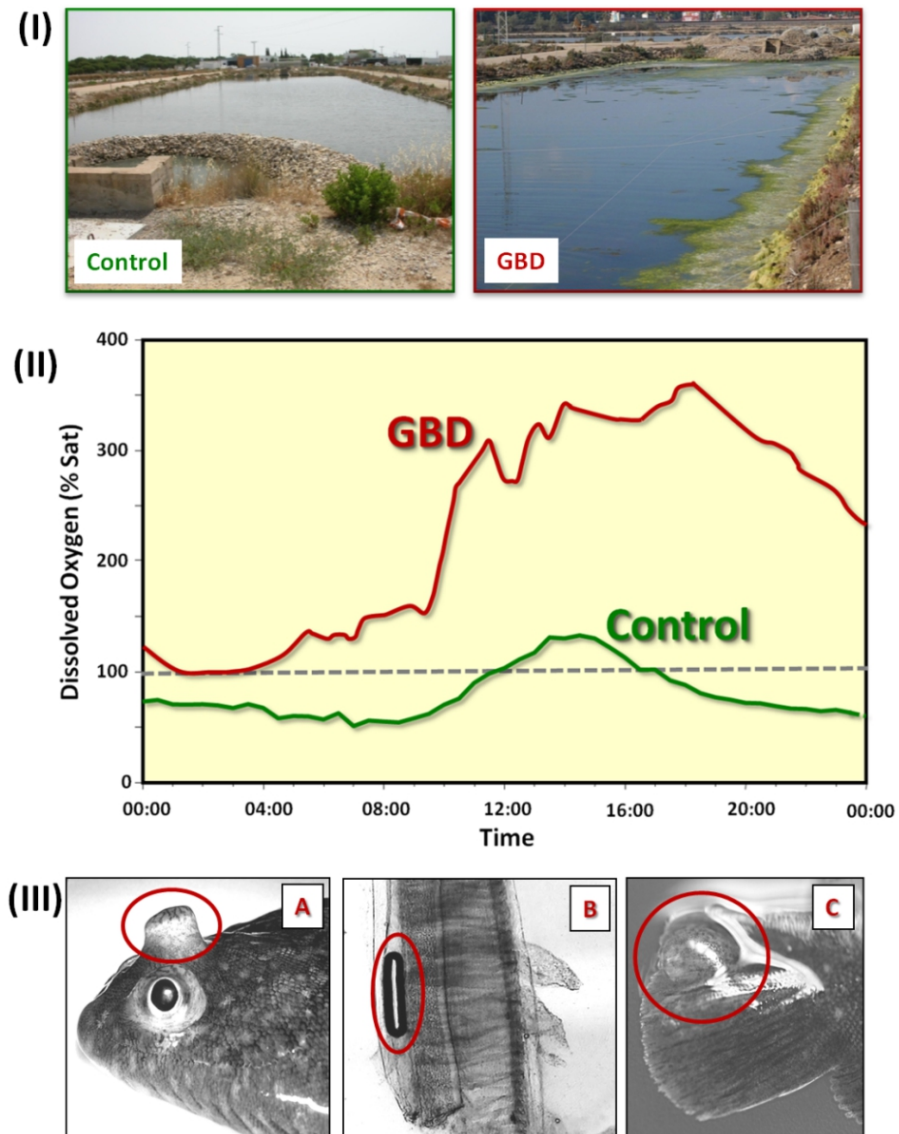 (I)
Control
GBD
(II)
Dissolved Oxygen (% Sat)
400
300
200
100
0
GBD
Control
00:00 04:00 08:00 12:00 16:00 20:00 00:00
Time
(III)
A
B
C